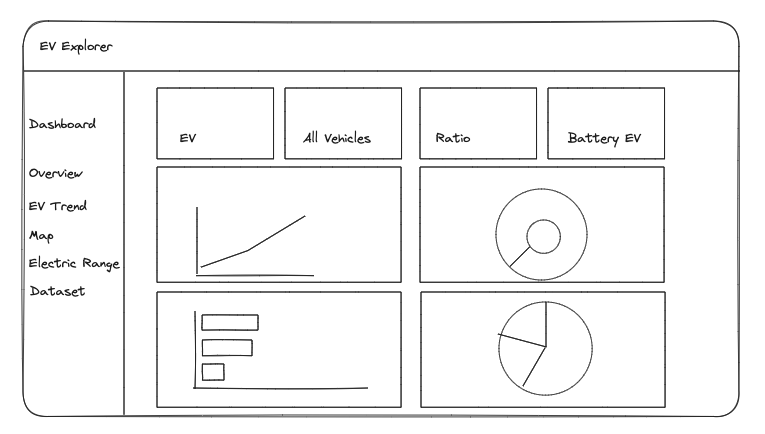 EV Explorer
Dashboard
Overview
EV Trend
Map
Electric Range
Dataset
EV
All Vehicles
Ratio
Battery EV